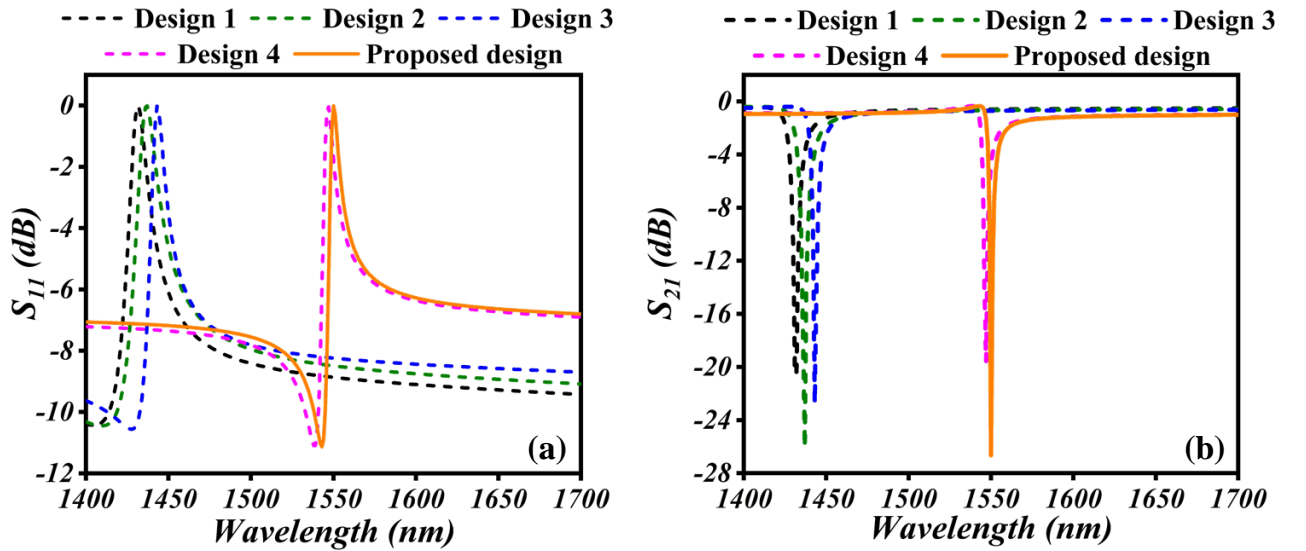 Design 1 Design 2 Design 3
Design 4 Proposed design
0
-2
-4
-6
-8
-10
-12
S11 (dB)
1400 1450 1500 1550 1600 1650 1700
Wavelength (nm)
(a)
Design 1 Design 2 Design 3
Design 4 Proposed design
0
-4
-8
-12
-16
-20
-24
-28
S21 (dB)
1400 1450 1500 1550 1600 1650 1700
Wavelength (nm)
(b)